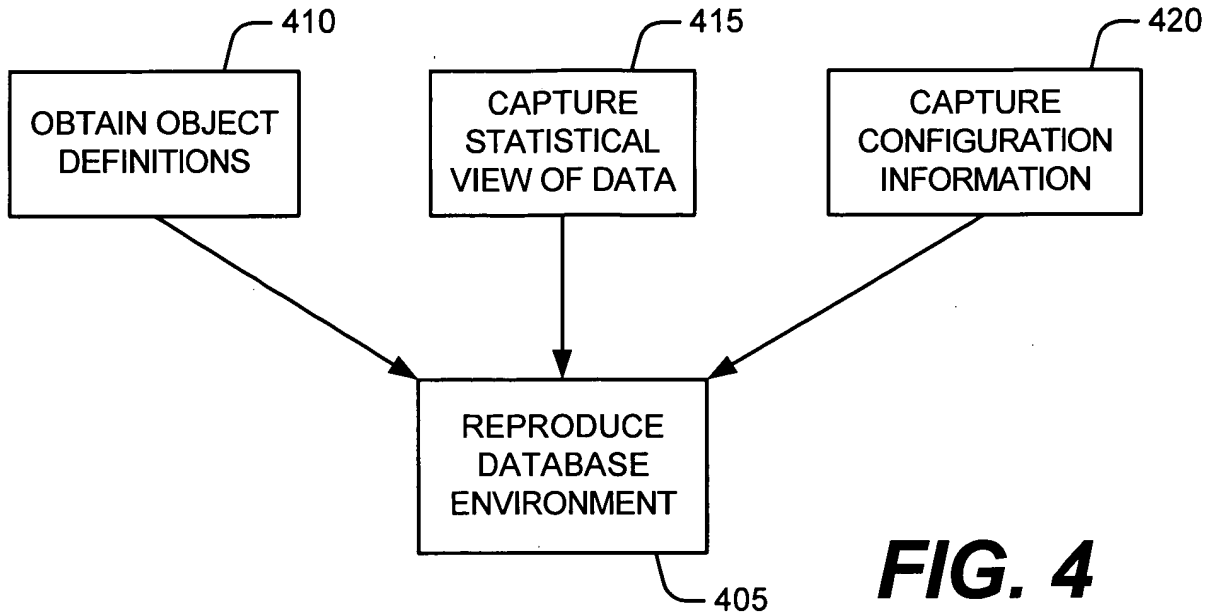 410
415
420
OBTAIN OBJECT
DEFINITIONS
CAPTURE
STATISTICAL
VIEW OF DATA
CAPTURE
CONFIGURATION
INFORMATION
REPRODUCE
DATABASE
ENVIRONMENT
405
FIG. 4